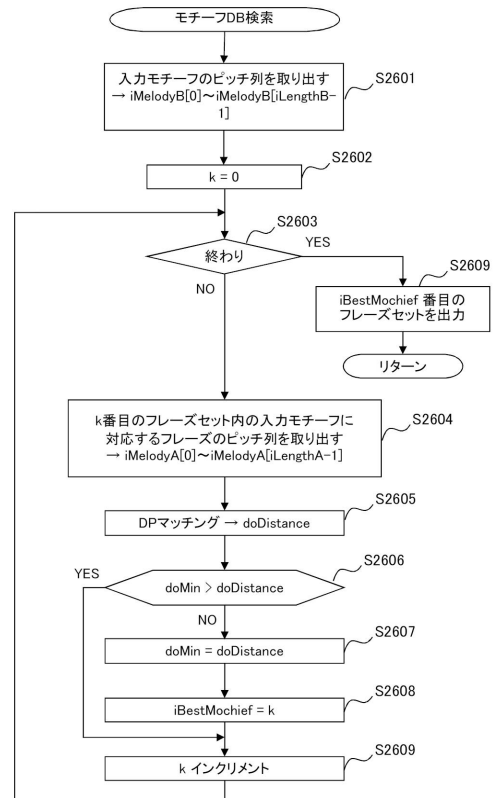 モチーフDB検索
入力モチーフのピッチ列を取り出す
→ iMelodyB[0]～iMelodyB[iLengthB-
1]
S2601
S2602
k = 0
S2603
終わり
YES
NO
S2609
iBestMochief 番目の
フレーズセットを出力
リターン
k番目のフレーズセット内の入力モチーフに
対応するフレーズのピッチ列を取り出す
→ iMelodyA[0]～iMelodyA[iLengthA-1]
S2604
S2605
DPマッチング → doDistance
S2606
YES
doMin > doDistance
NO
S2607
doMin = doDistance
S2608
iBestMochief = k
S2609
k インクリメント